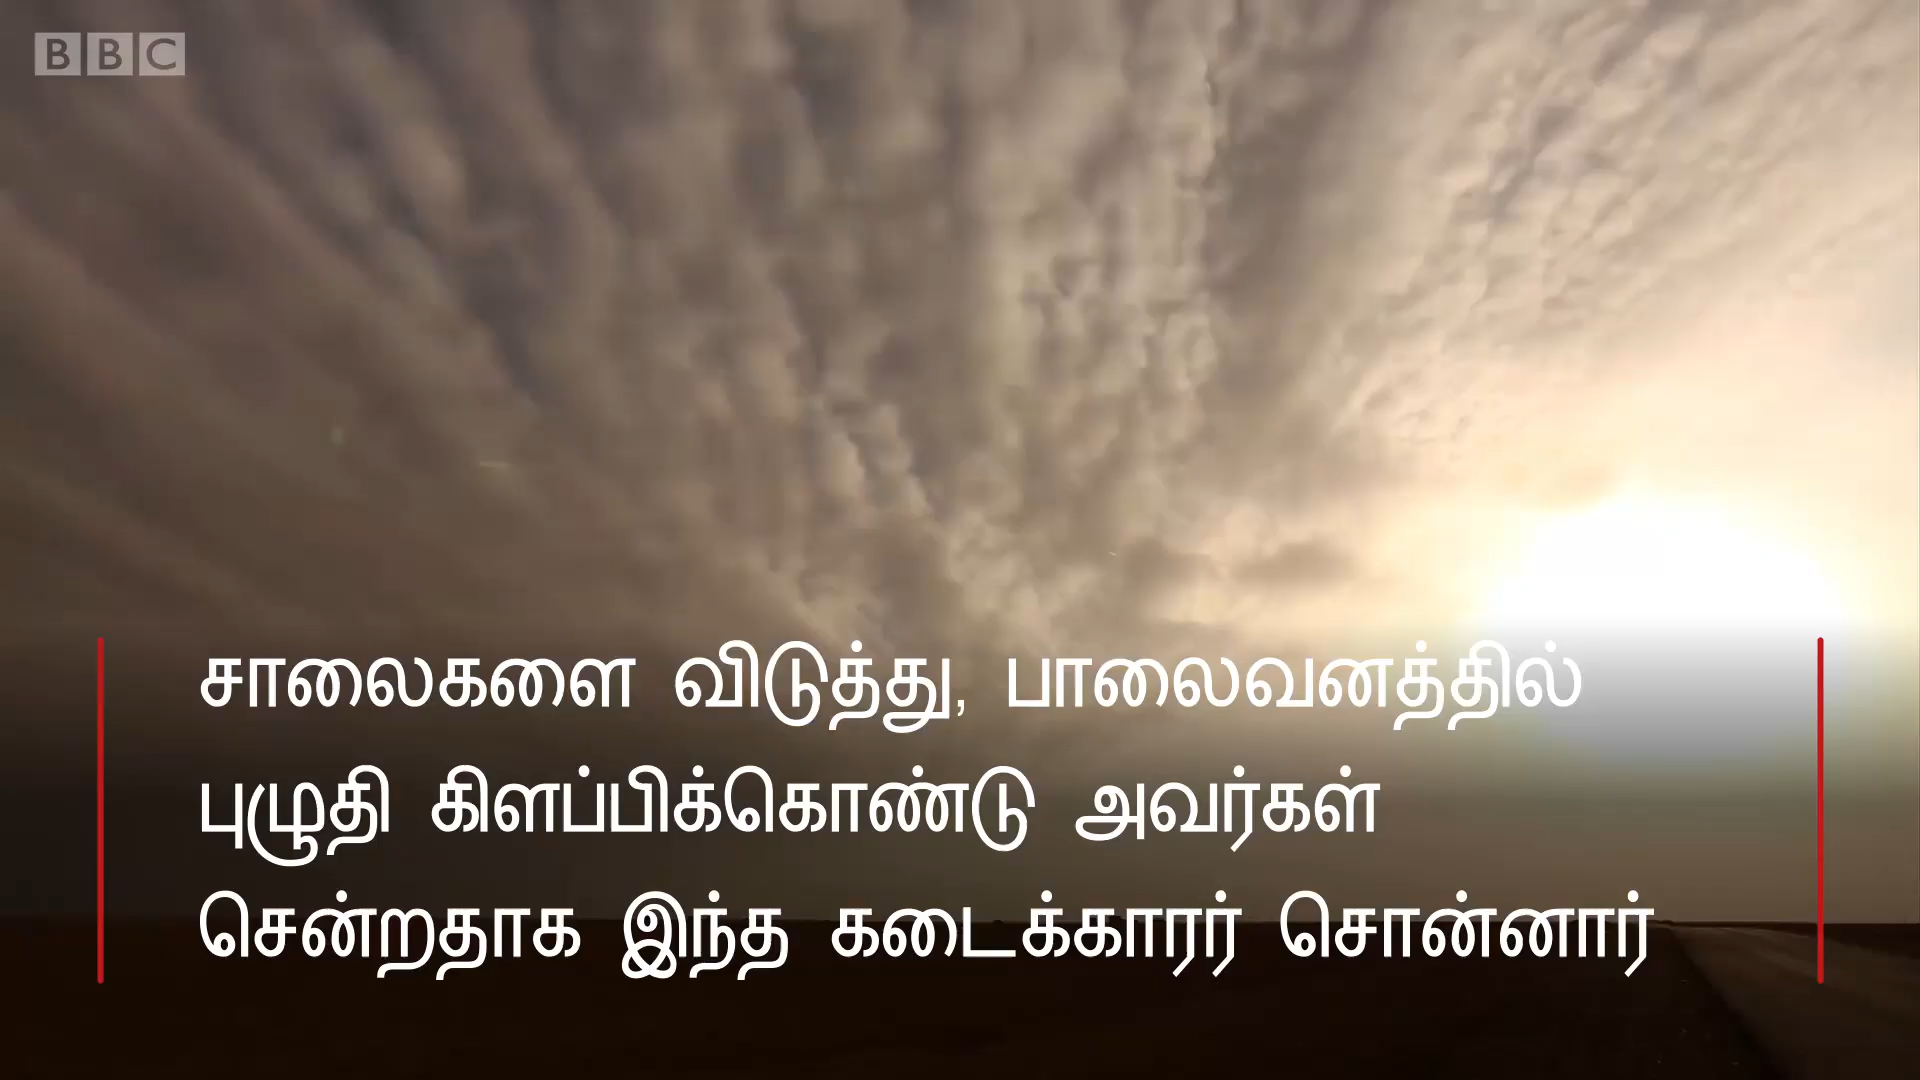 BBC
சாலைகளை விடுத்து, பாலைவனத்தில்
புழுதி கிளப்பிக்கொண்டு அவர்கள்
சென்றதாக இந்த கடைக்காரர் சொன்னார்